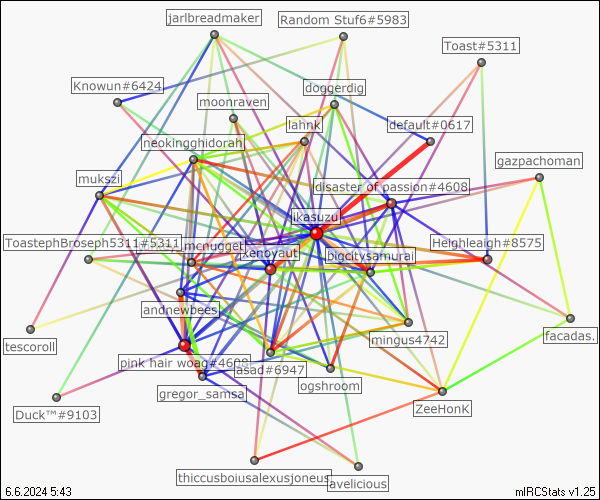 jarlbreadmaker
Random Stuf6#5983
Toast#5311
Knowun#6424
doggerdig
moonraven
lahnk
default#0617
neokingghidorah
gazpachoman
mukszi
disaster of passion#4608
likasuzu
ToastephBroseph5311#5311
mcnugget
xenoyaut
bigcitysamurai
Heighleaigh#8575
andnewbees
mingus4742
facadas.
tescoroll
pink hair woag#4608
asad#6947
ogshroom
gregor_samsa
Duck™#9103
ZeeHonK
thiccusboiusalexusjoneus
favelicious
6.6.2024 5:43
mIRCStats v1.25